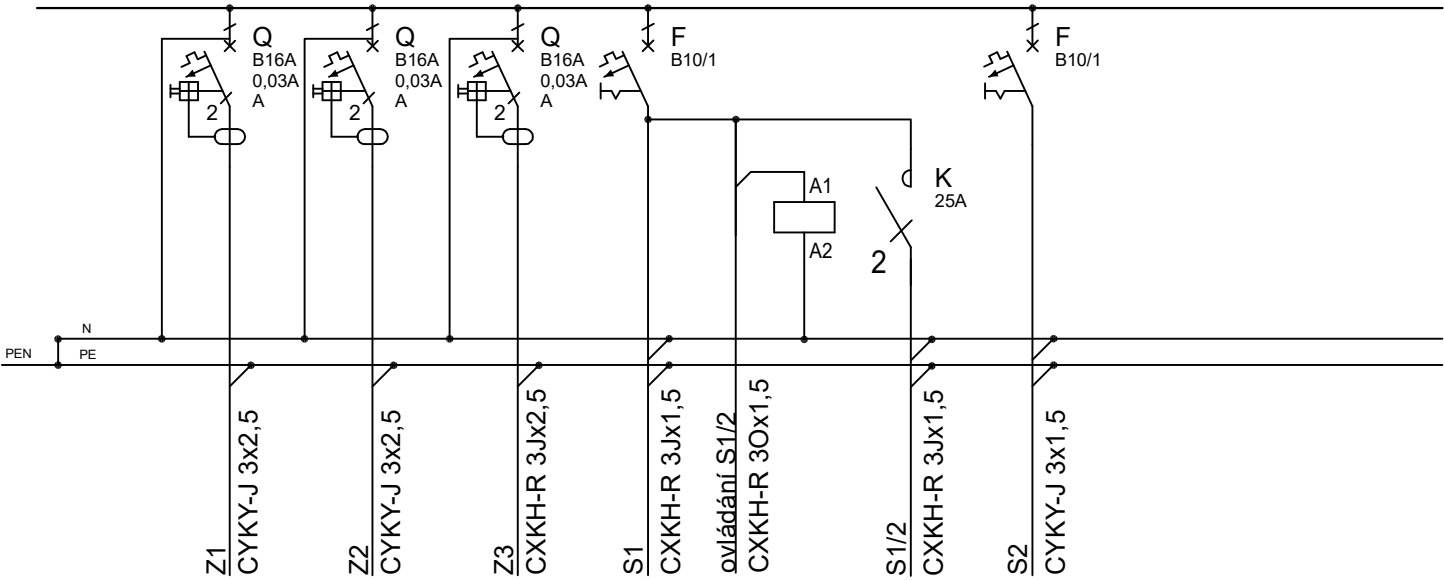 Q
B16A
0,03A
A
2
Q
B16A
0,03A
A
2
Q
B16A
0,03A
A
2
F
B10/1
F
B10/1
A1
A2
K
25A
2
N
PEN
PE
Z1
CYKY-J 3x2,5
Z2
CYKY-J 3x2,5
Z3
CXKH-R 3Jx2,5
S1
CXKH-R 3Jx1,5
ovládání S1/2
CXKH-R 3Ox1,5
S1/2
CXKH-R 3Jx1,5
S2
CYKY-J 3x1,5